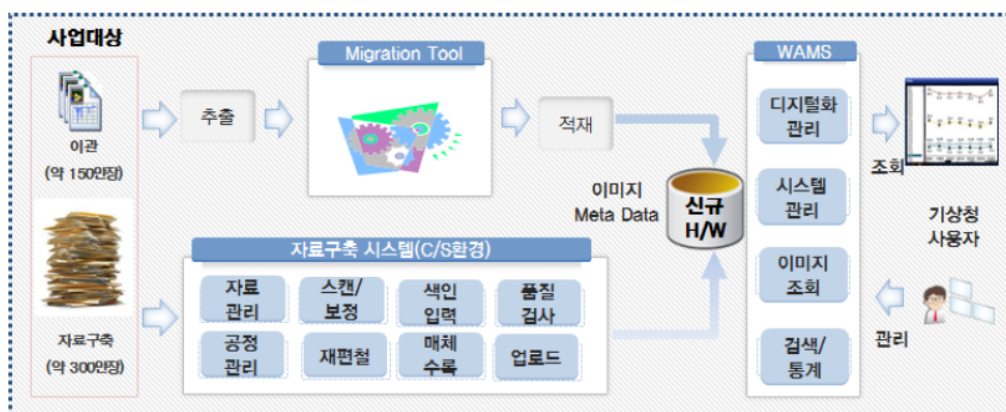 사업대상
이관
(약 150만장)
자료구축
(약 300만장)
추출
Migration Tool
적재
이미지
Meta Data
신규
H/W
자료구축 시스템(C/S환경)
자료
관리
스캔/
보정
색인
입력
품질
검사
공정
관리
재편철
매체
수록
업로드
WAMS
디지털화
관리
시스템
관리
이미지
조회
검색/
통계
조회
기상청
사용자
관리